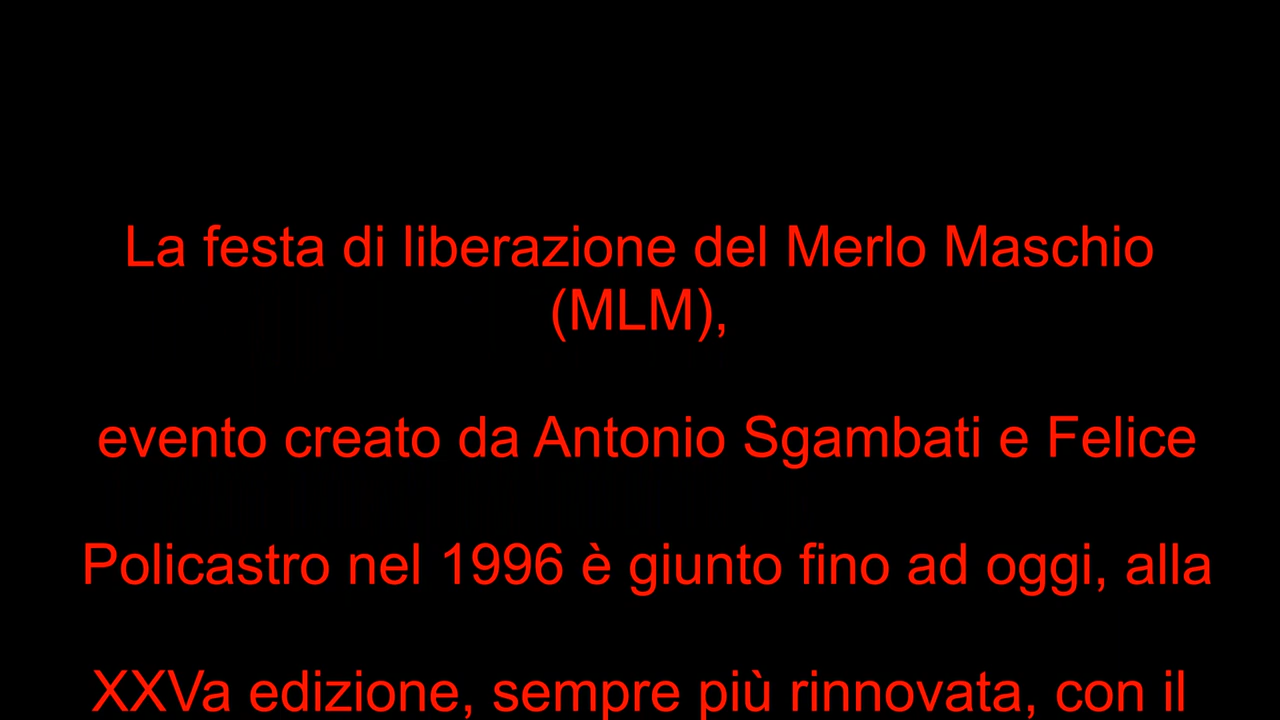 La festa di liberazione del Merlo Maschio
(MLM),
evento creato da Antonio Sgambati e Felice
Policastro nel 1996 è giunto fino ad oggi, alla
XXVa edizione, sempre più rinnovata, con il